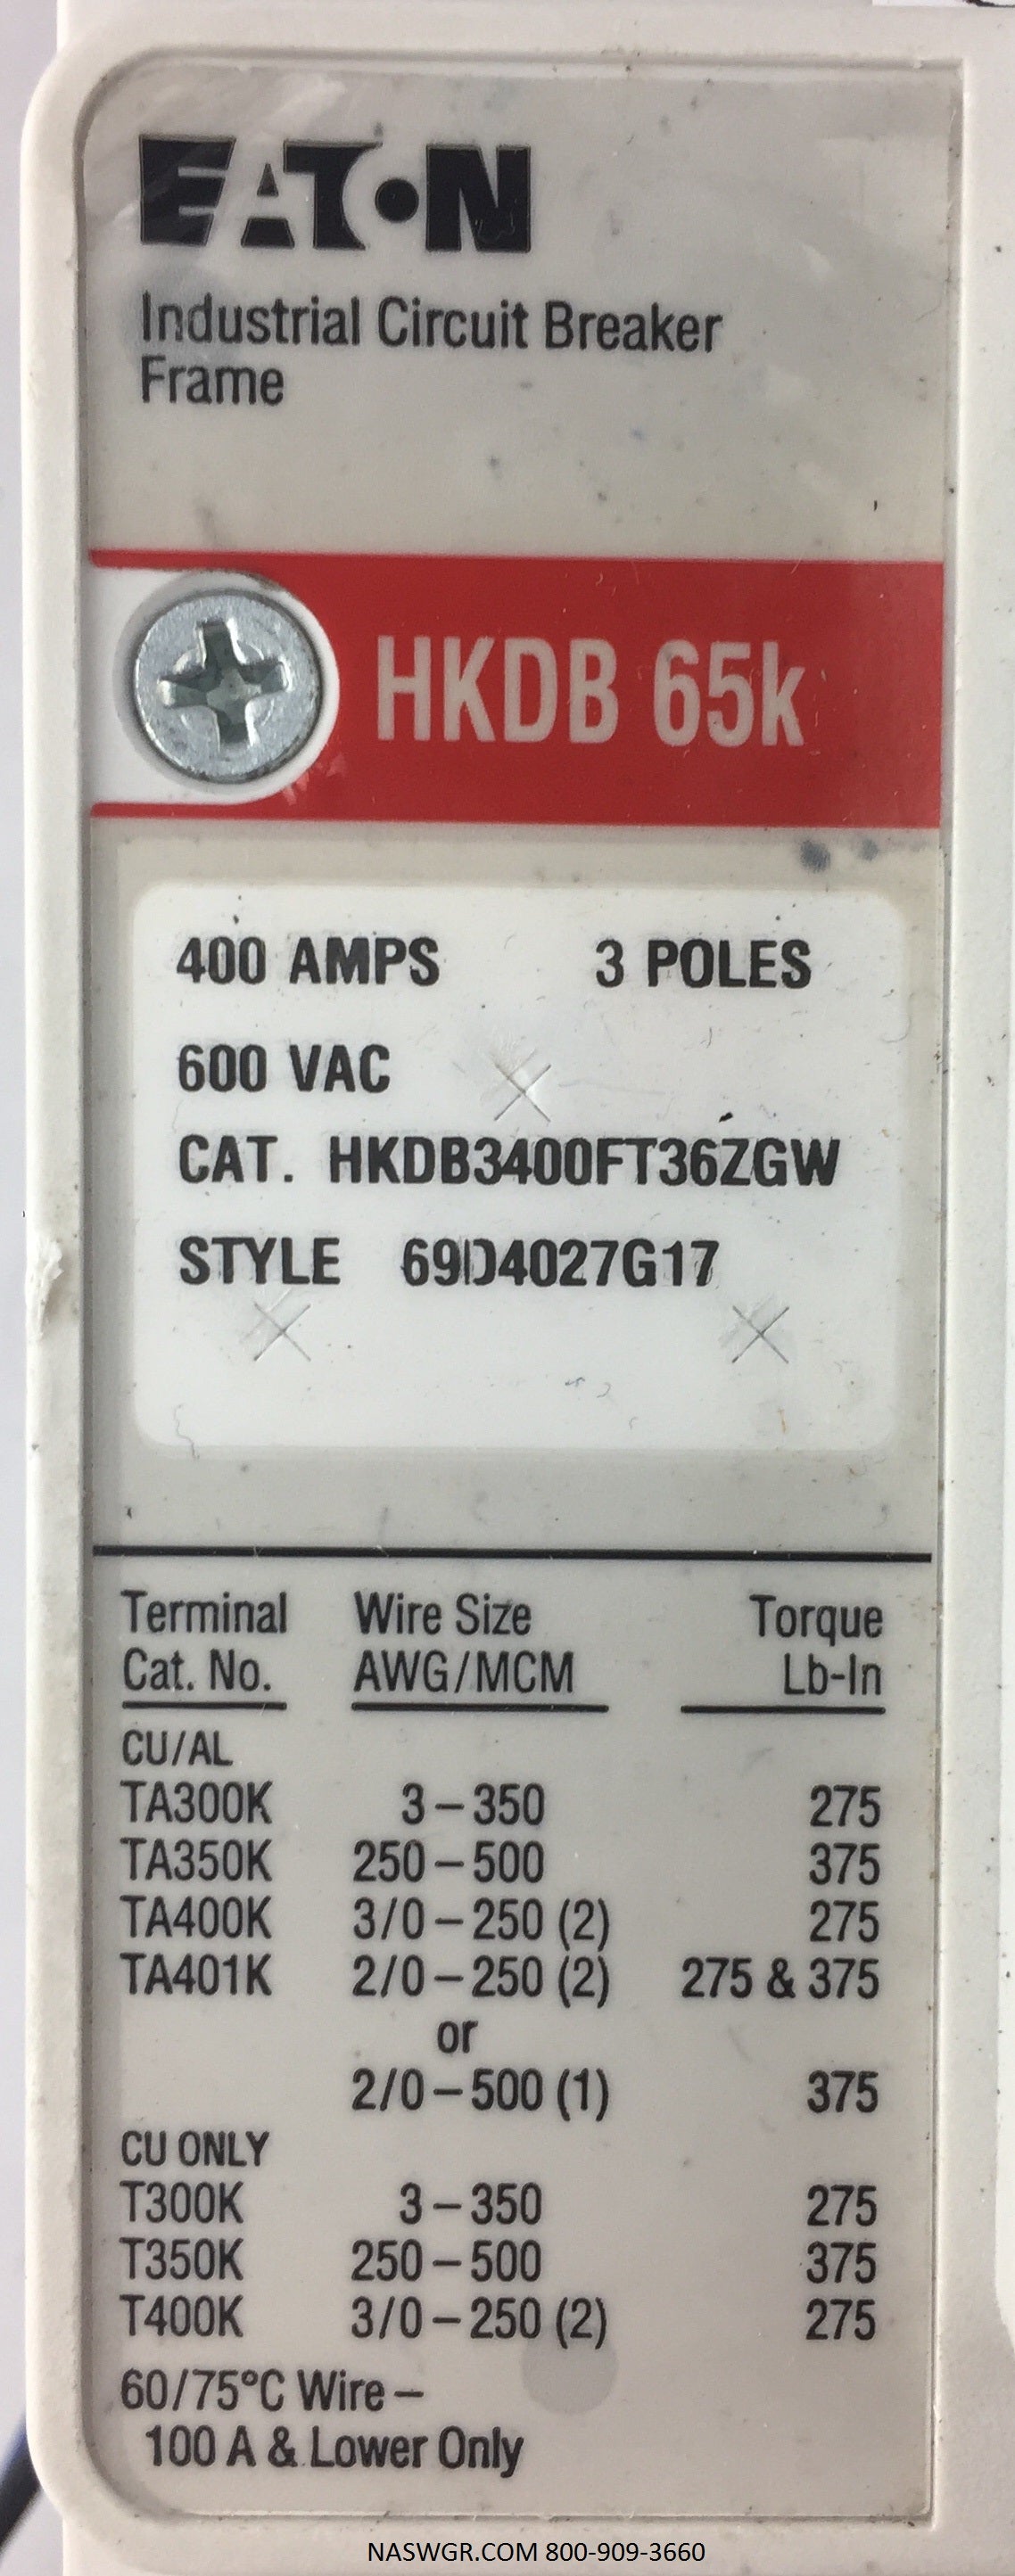 EATON
Industrial Circuit Breaker
Frame
HKDB 65k
400 AMPS 3 POLES
600 VAC
CAT. HKDB3400FT36ZGW
STYLE 69D4027G17
Terminal Wire Size Torque
Cat. No. AWG/MCM Lb-In
CU/AL
TA300K 3–350 275
TA350K 250–500 375
TA400K 3/0–250 (2) 275
TA401K 2/0–250 (2) 275 & 375
or
2/0–500 (1) 375
CU ONLY
T300K 3–350 275
T350K 250–500 375
T400K 3/0–250 (2) 275
60/75°C Wire –
100 A & Lower Only
NASWGR.COM 800-909-3660